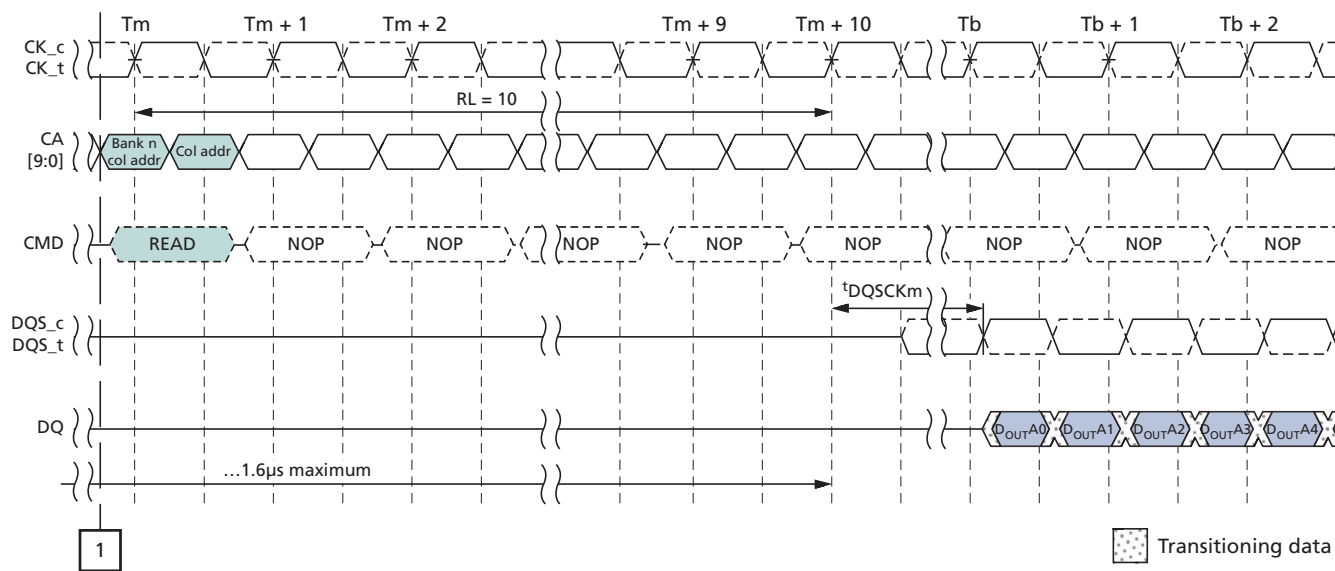 Tm Tm + 1 Tm + 2 Tm + 9 Tm + 10 Tb Tb + 1 Tb + 2
CK_c
CK_t
RL = 10
CA
[9:0]
Bank n
col addr
Col addr
CMD READ NOP NOP NOP NOP NOP NOP NOP NOP
tDQSCKm
DQS_c
DQS_t
DQ DOUTA0 DOUTA1 DOUTA2 DOUTA3 DOUTA4
...1.6µs maximum
1
Transitioning data